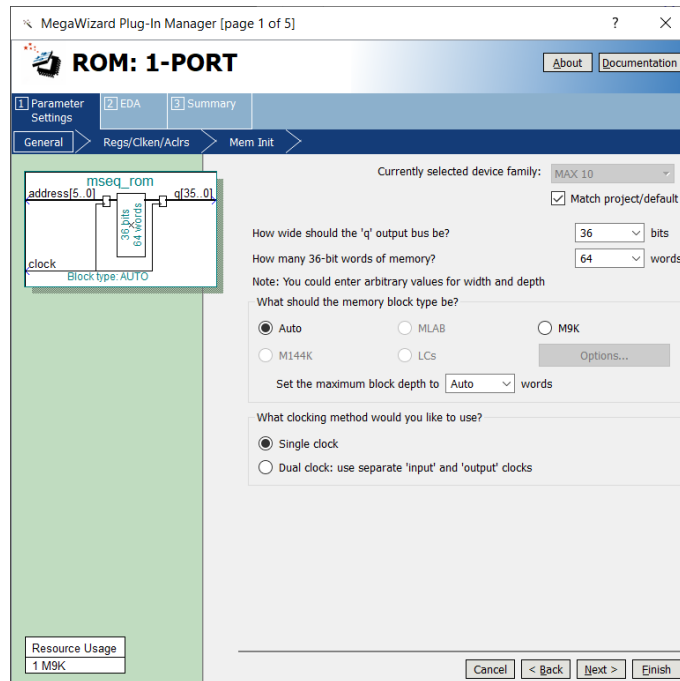 MegaWizard Plug-In Manager [page 1 of 5]
? X
ROM: 1-PORT
About Documentation
1 Parameter Settings
2 EDA
3 Summary
General
Regs/Clken/Aclrs
Mem Init
mseq_rom
address[5..0] q[35..0]
36 bits
64 words
clock
Block type: AUTO
Currently selected device family: MAX 10
Match project/default
How wide should the 'q' output bus be? 36 bits
How many 36-bit words of memory? 64 words
Note: You could enter arbitrary values for width and depth
What should the memory block type be?
Auto MLAB M9K
M144K LCs Options...
Set the maximum block depth to Auto words
What clocking method would you like to use?
Single clock
Dual clock: use separate 'input' and 'output' clocks
Resource Usage
1 M9K
Cancel < Back Next > Finish